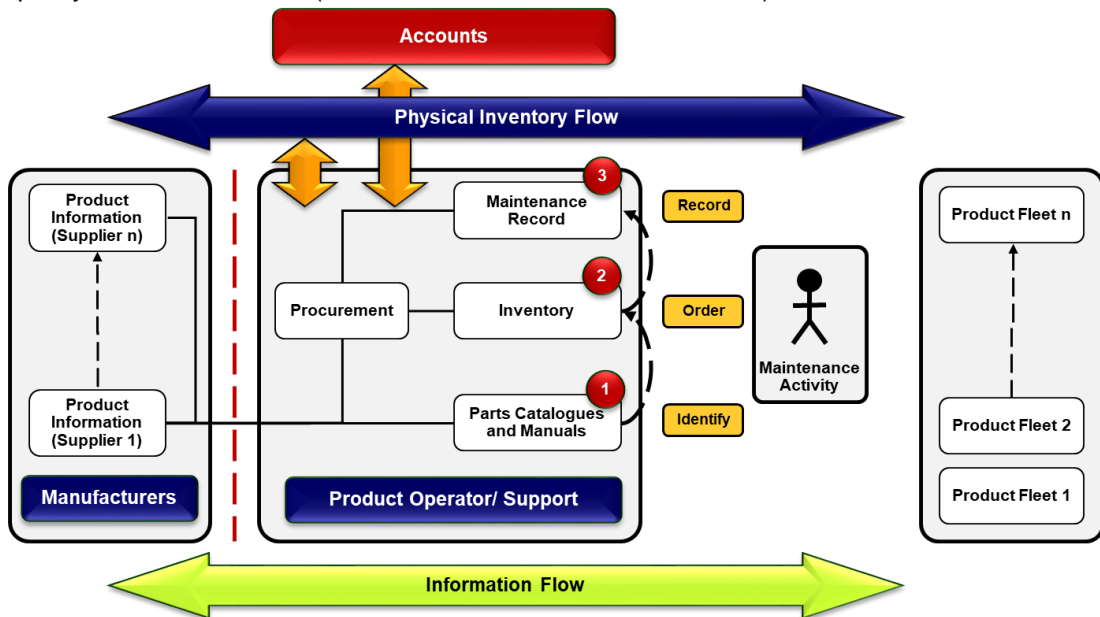 Accounts
Physical Inventory Flow
Product
Information
(Supplier n)
Product
Information
(Supplier 1)
Manufacturers
Procurement
3
Maintenance
Record
2
Inventory
1
Parts Catalogues
and Manuals
Product Operator/ Support
Record
Order
Identify
Maintenance
Activity
Product Fleet n
Product Fleet 2
Product Fleet 1
Information Flow